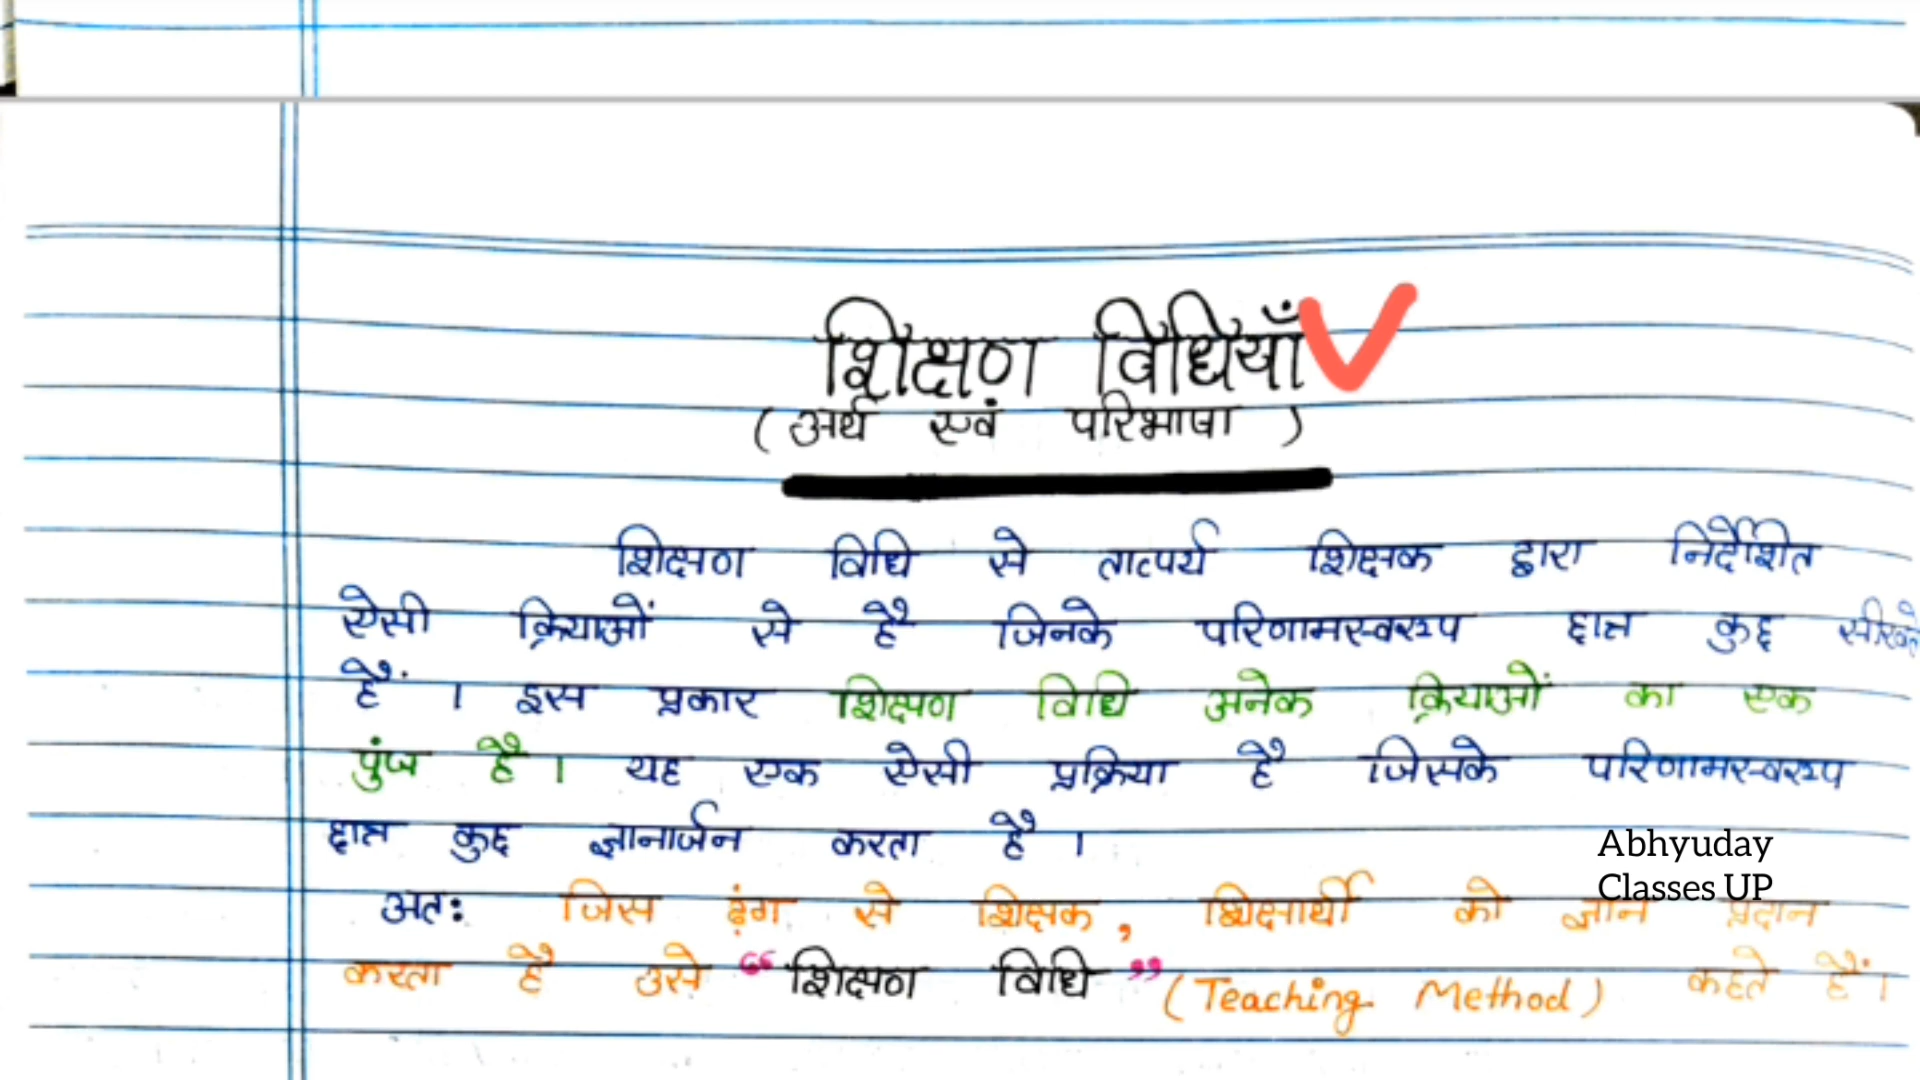 शिक्षण विधियाँ
( अर्थ एवं परिभाषा )
शिक्षण विधि से तात्पर्य शिक्षक द्वारा निर्देशित
ऐसी क्रियाओं से है जिनके परिणामस्वरूप छात्र कुछ सीखते
हैं । इस प्रकार शिक्षण विधि अनेक क्रियाओं का एक
पुंज है । यह एक ऐसी प्रक्रिया है जिसके परिणामस्वरूप
छात्र कुछ ज्ञानार्जन करता है ।
Abhyuday
Classes UP
अतः जिस ढंग से शिक्षक , शिक्षार्थी को ज्ञान प्रदान
करता है उसे “ शिक्षण विधि ” ( Teaching Method ) कहते हैं ।